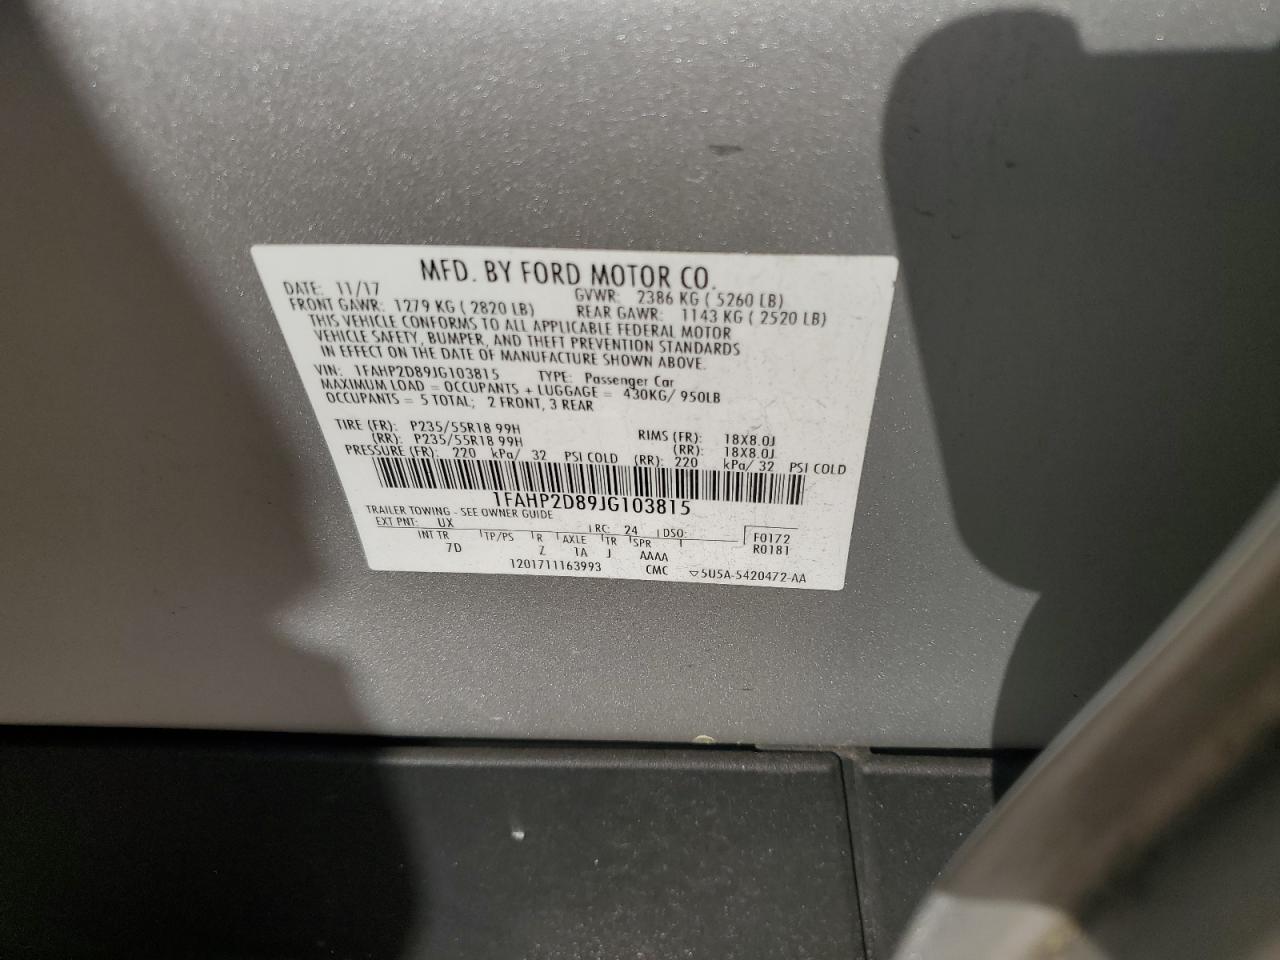 MFD. BY FORD MOTOR CO.
DATE: 11/17 GVWR: 2386 KG ( 5260 LB)
FRONT GAWR: 1279 KG ( 2820 LB) REAR GAWR: 1143 KG ( 2520 LB)
THIS VEHICLE CONFORMS TO ALL APPLICABLE FEDERAL MOTOR
VEHICLE SAFETY, BUMPER, AND THEFT PREVENTION STANDARDS
IN EFFECT ON THE DATE OF MANUFACTURE SHOWN ABOVE.
VIN: 1FAHP2D89JG103815 TYPE: Passenger Car
MAXIMUM LOAD = OCCUPANTS + LUGGAGE = 430KG/ 950LB
OCCUPANTS = 5 TOTAL; 2 FRONT, 3 REAR
TIRE (FR): P235/55R18 99H RIMS (FR): 18X8.0J
(RR): P235/55R18 99H (RR): 18X8.0J
PRESSURE (FR): 220 kPa/ 32 PSI COLD (RR): 220 kPa/ 32 PSI COLD
1FAHP2D89JG103815
TRAILER TOWING - SEE OWNER GUIDE
EXT PNT: UX RC: 24 DSO: F0172
INT TR TP/PS R AXLE TR SPR R0181
7D Z 1A J AAAA
1201711163993 CMC ▽5U5A-5420472-AA